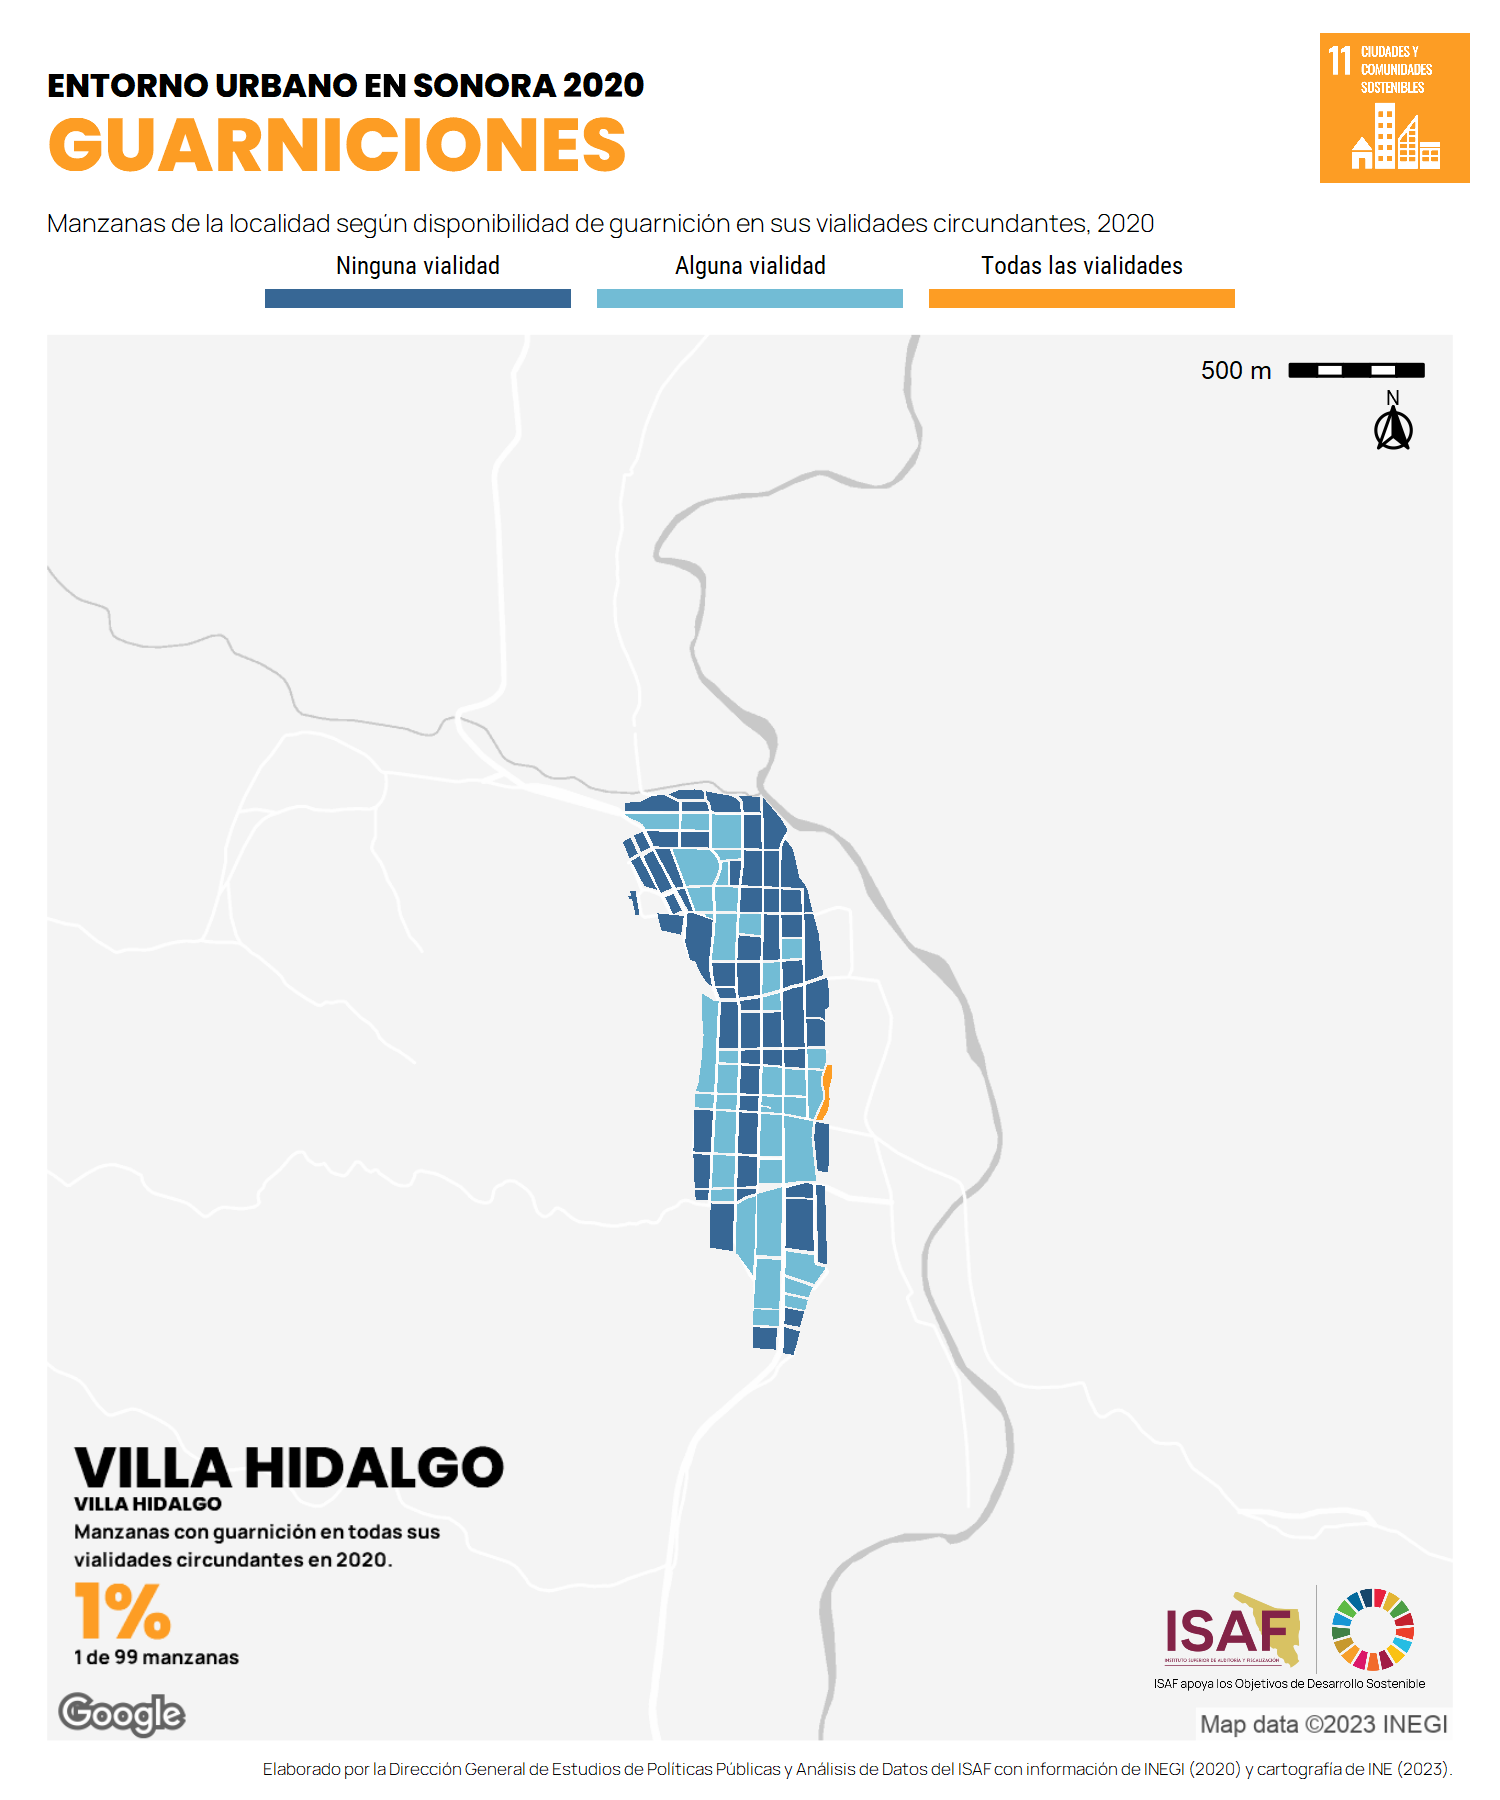 ENTORNO URBANO EN SONORA 2020
GUARNICIONES
11 CIUDADES Y
COMUNIDADES
SOSTENIBLES
Manzanas de la localidad según disponibilidad de guarnición en sus vialidades circundantes, 2020
Ninguna vialidad
Alguna vialidad
Todas las vialidades
500 m
N
VILLA HIDALGO
VILLA HIDALGO
Manzanas con guarnición en todas sus
vialidades circundantes en 2020.
1%
1 de 99 manzanas
Google
ISAF
INSTITUTO SUPERIOR DE AUDITORÍA Y FISCALIZACIÓN
ISAF apoya los Objetivos de Desarrollo Sostenible
Map data ©2023 INEGI
Elaborado por la Dirección General de Estudios de Políticas Públicas y Análisis de Datos del ISAF con información de INEGI (2020) y cartografía de INE (2023).